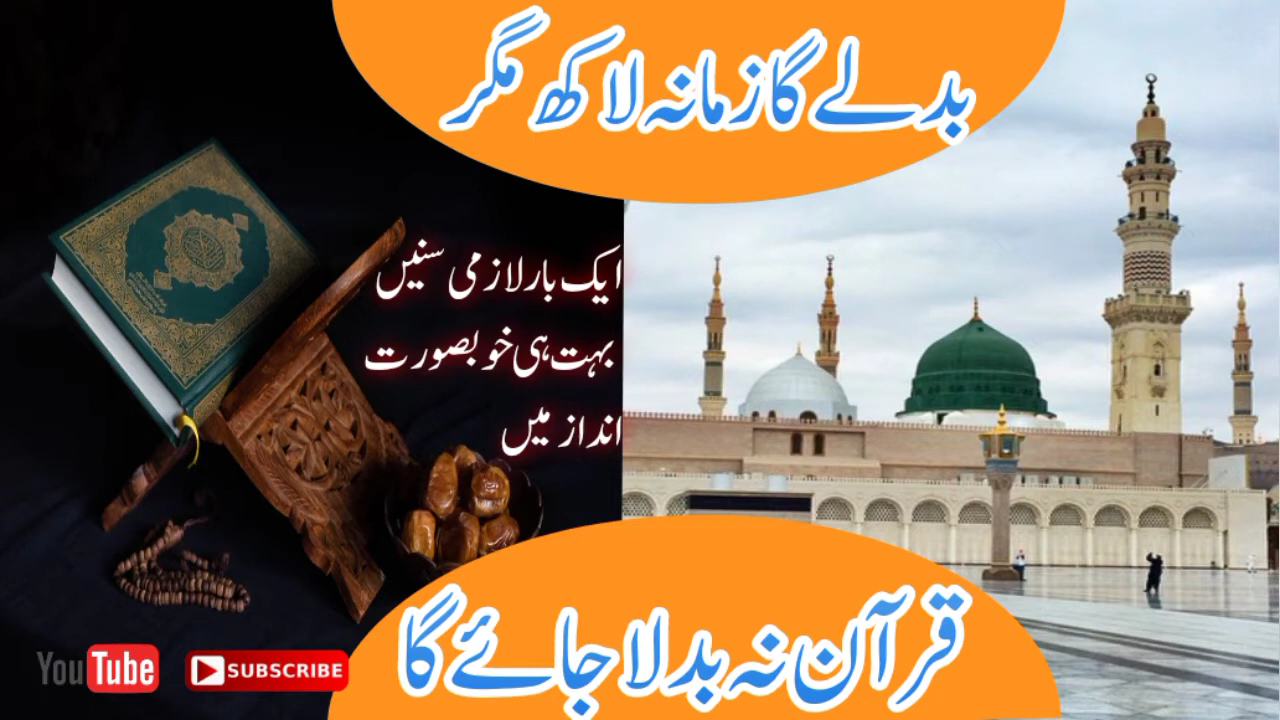 بدلے گا زمانہ لاکھ مگر
ایک بار لازمی سنیں
بہت ہی خوبصورت
انداز میں
قرآن نہ بدلا جائے گا
YouTube
SUBSCRIBE